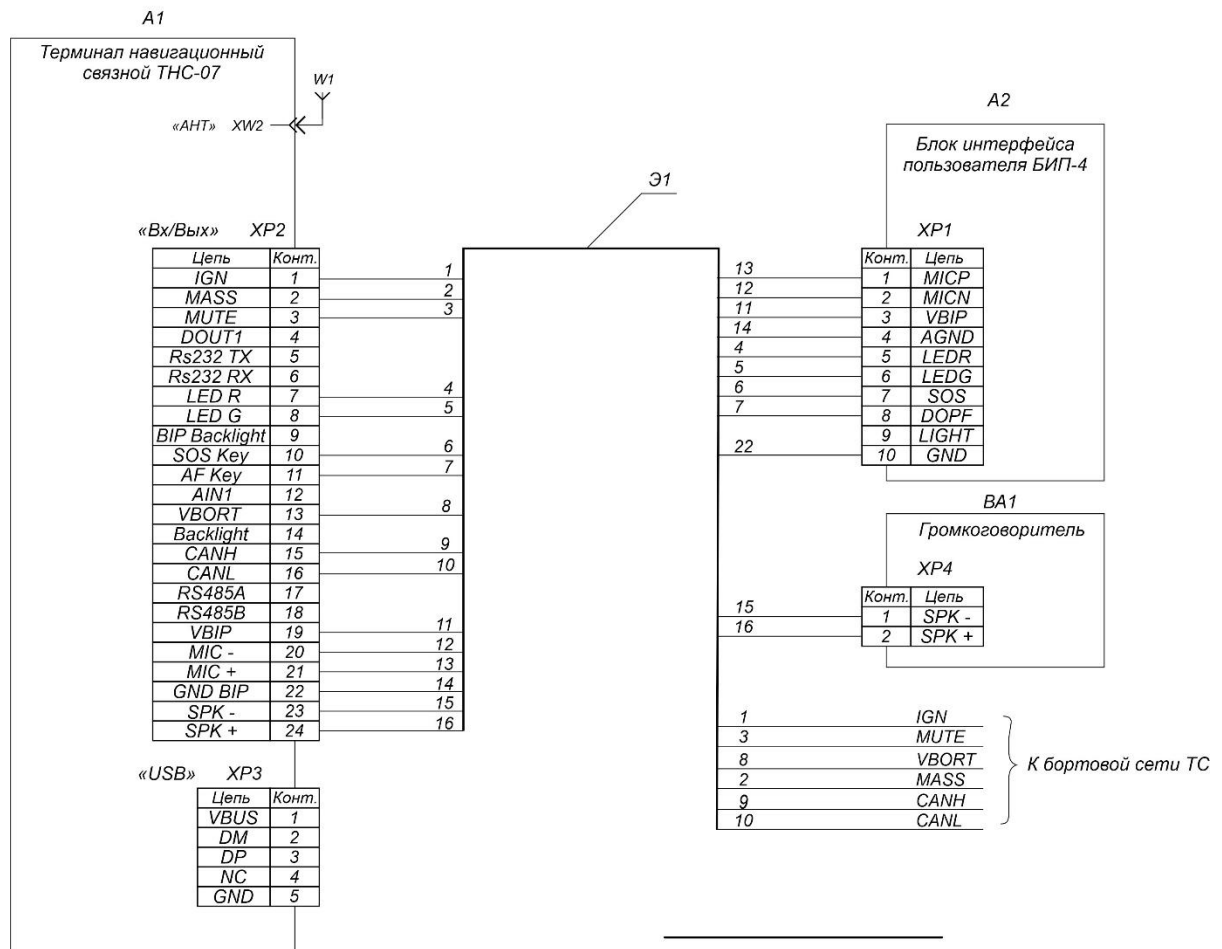 A1
Терминал навигационный
связной ТНС-07
W1
«АНТ» XW2
«Вх/Вых» XP2
Цепь Конт.
IGN 1 1
MASS 2 2
MUTE 3 3
DOUT1 4
Rs232 TX 5
Rs232 RX 6
LED R 7 4
LED G 8 5
BIP Backlight 9
SOS Key 10 6
AF Key 11 7
AIN1 12
VBORT 13 8
Backlight 14
CANH 15 9
CANL 16 10
RS485A 17
RS485B 18
VBIP 19 11
MIC - 20 12
MIC + 21 13
GND BIP 22 14
SPK - 23 15
SPK + 24 16
«USB» XP3
Цепь Конт.
VBUS 1
DM 2
DP 3
NC 4
GND 5
Э1
A2
Блок интерфейса
пользователя БИП-4
XP1
Конт. Цепь
13 1 MICP
12 2 MICN
11 3 VBIP
14 4 AGND
4 5 LEDR
5 6 LEDG
6 7 SOS
7 8 DOPF
9 LIGHT
22 10 GND
BA1
Громкоговоритель
XP4
Конт. Цепь
15 1 SPK -
16 2 SPK +
1 IGN
3 MUTE
8 VBORT
2 MASS
9 CANH
10 CANL
К бортовой сети ТС